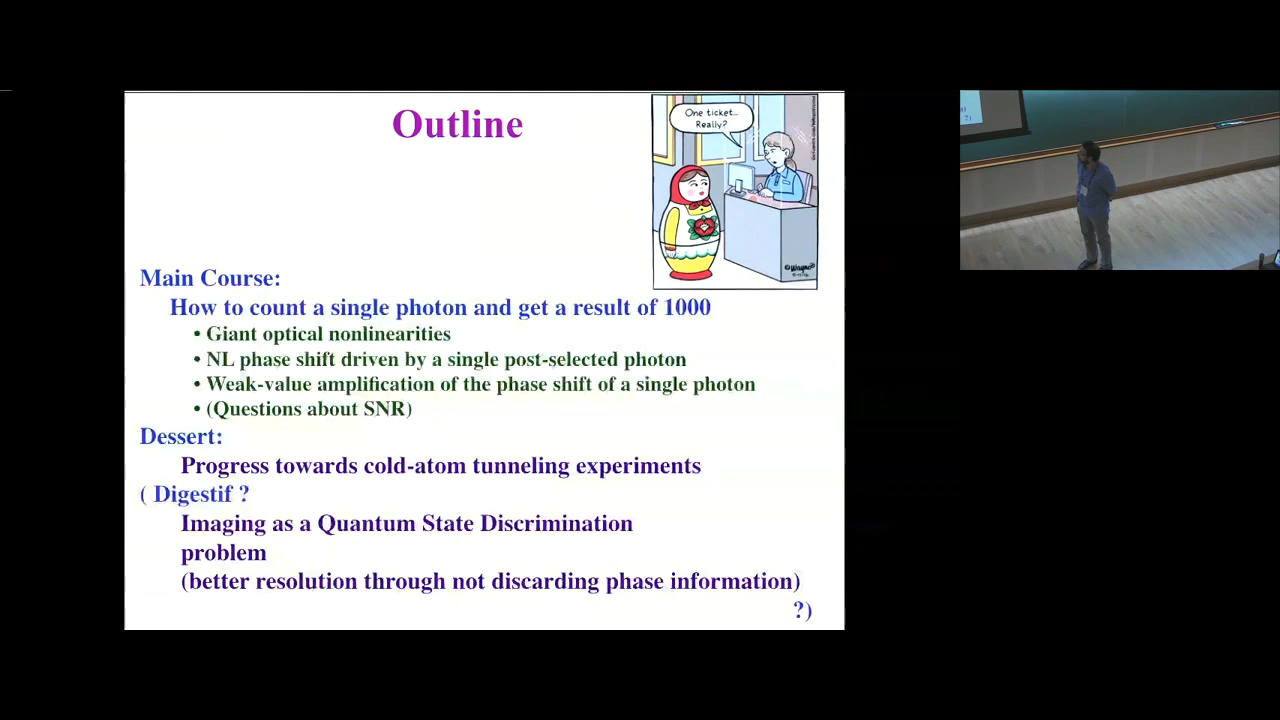 Outline
One ticket...
Really?
Main Course:
How to count a single photon and get a result of 1000
• Giant optical nonlinearities
• NL phase shift driven by a single post-selected photon
• Weak-value amplification of the phase shift of a single photon
• (Questions about SNR)
Dessert:
Progress towards cold-atom tunneling experiments
( Digestif ?
Imaging as a Quantum State Discrimination
problem
(better resolution through not discarding phase information)
?)